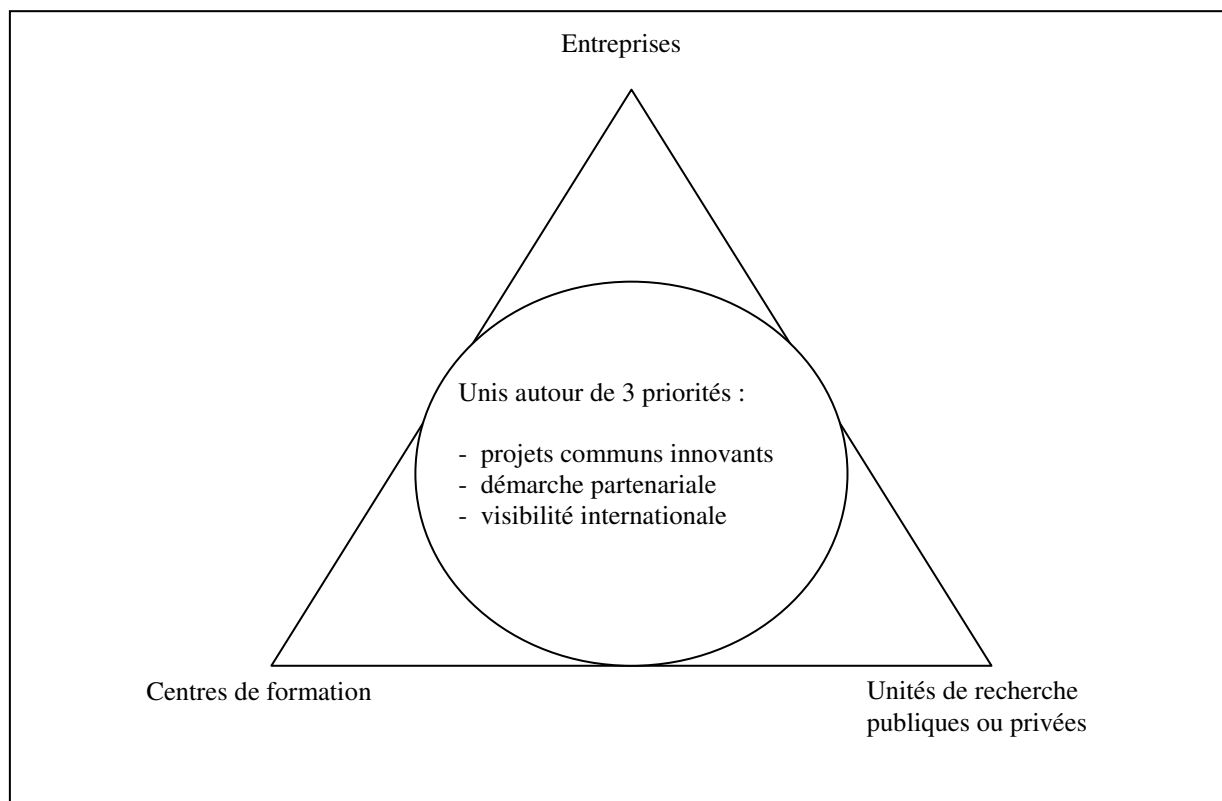 Entreprises
Unis autour de 3 priorités :
- projets communs innovants
- démarche partenariale
- visibilité internationale
Centres de formation
Unités de recherche
publiques ou privées